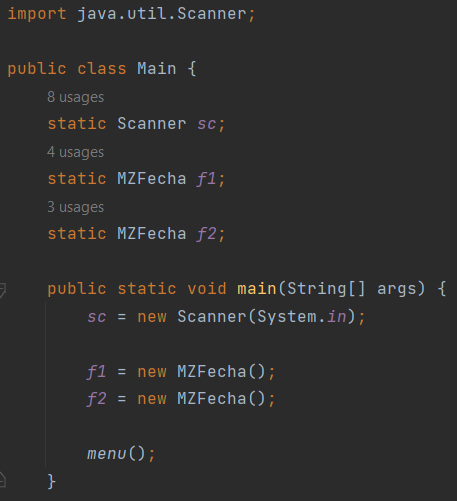 import java.util.Scanner;
public class Main {
8 usages
static Scanner sc;
4 usages
static MZFecha f1;
3 usages
static MZFecha f2;
public static void main(String[] args) {
sc = new Scanner(System.in);
f1 = new MZFecha();
f2 = new MZFecha();
menu();
}